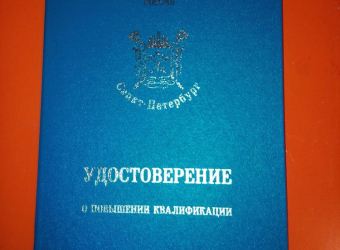 Санкт-Петербург
УДОСТОВЕРЕНИЕ
О ПОВЫШЕНИИ КВАЛИФИКАЦИИ